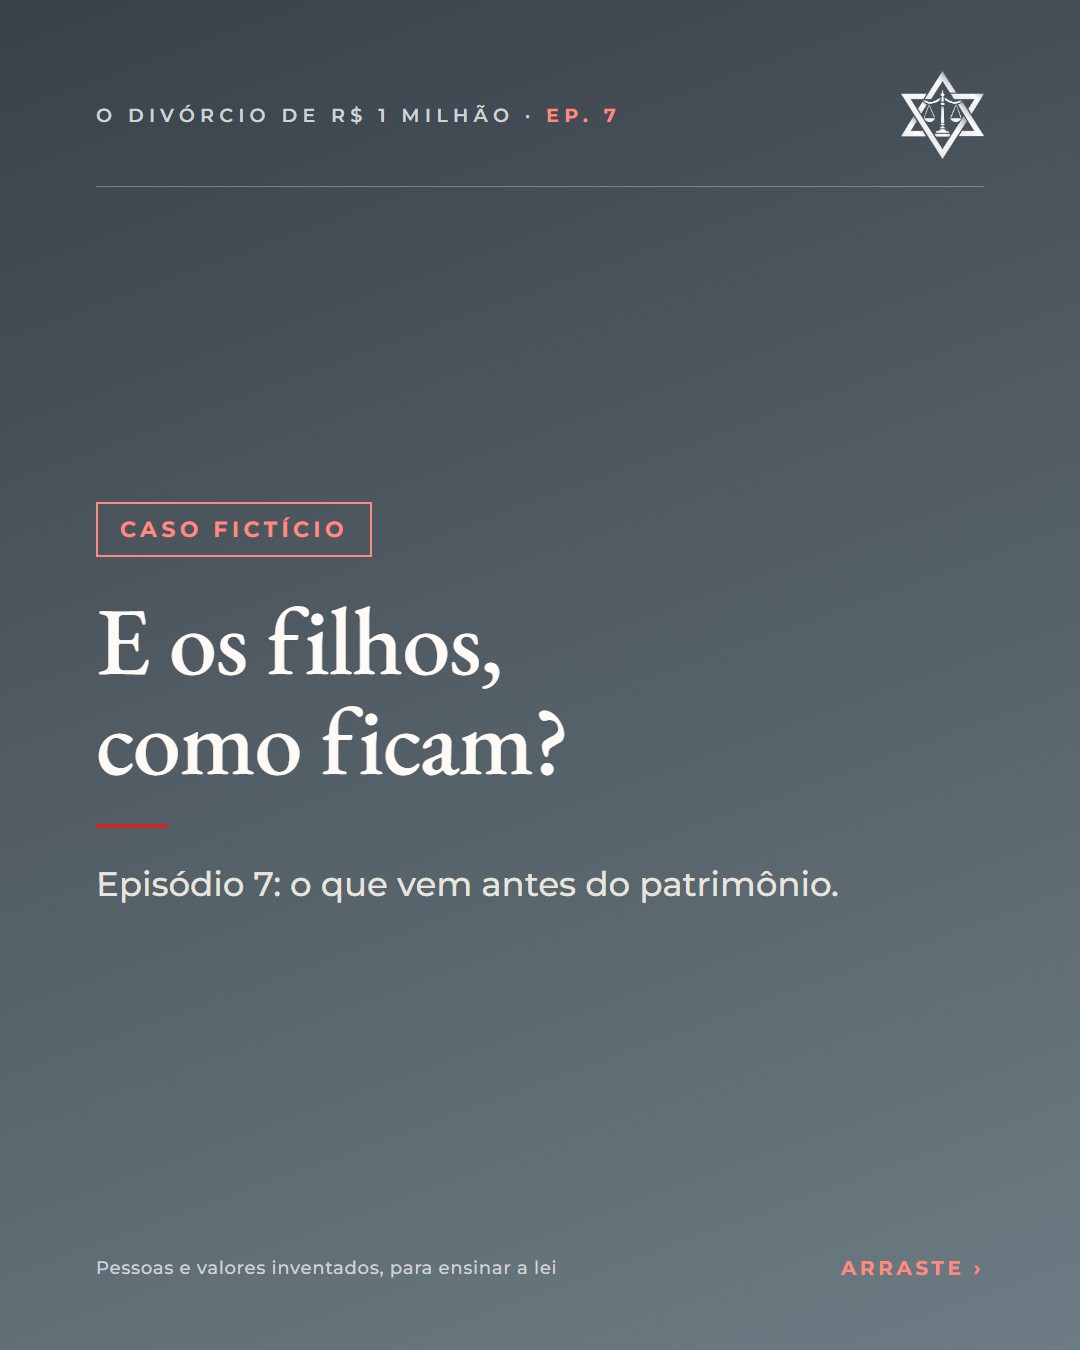 O DIVÓRCIO DE R$ 1 MILHÃO · EP. 7
CASO FICTÍCIO
E os filhos,
como ficam?
Episódio 7: o que vem antes do patrimônio.
Pessoas e valores inventados, para ensinar a lei
ARRASTE ›